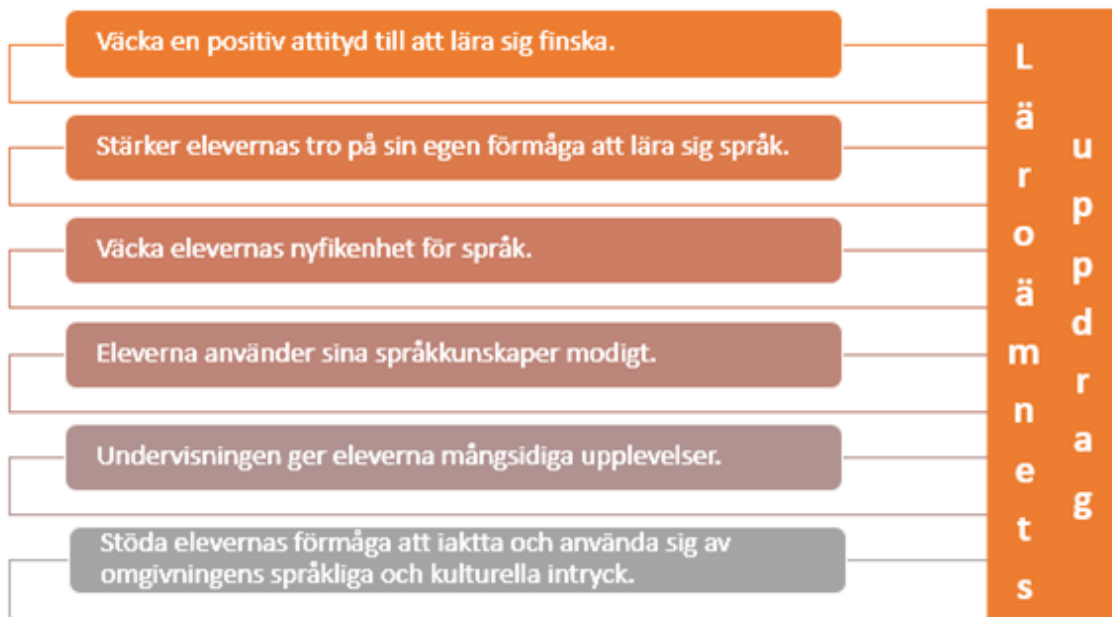 Väcka en positiv attityd till att lära sig finska.
Stärker elevernas tro på sin egen förmåga att lära sig språk.
Väcka elevernas nyfikenhet för språk.
Eleverna använder sina språkkunskaper modigt.
Undervisningen ger eleverna mångsidiga upplevelser.
Stöda elevernas förmåga att iaktta och använda sig av
omgivningens språkliga och kulturella intryck.
Läroämnets
uppdrag